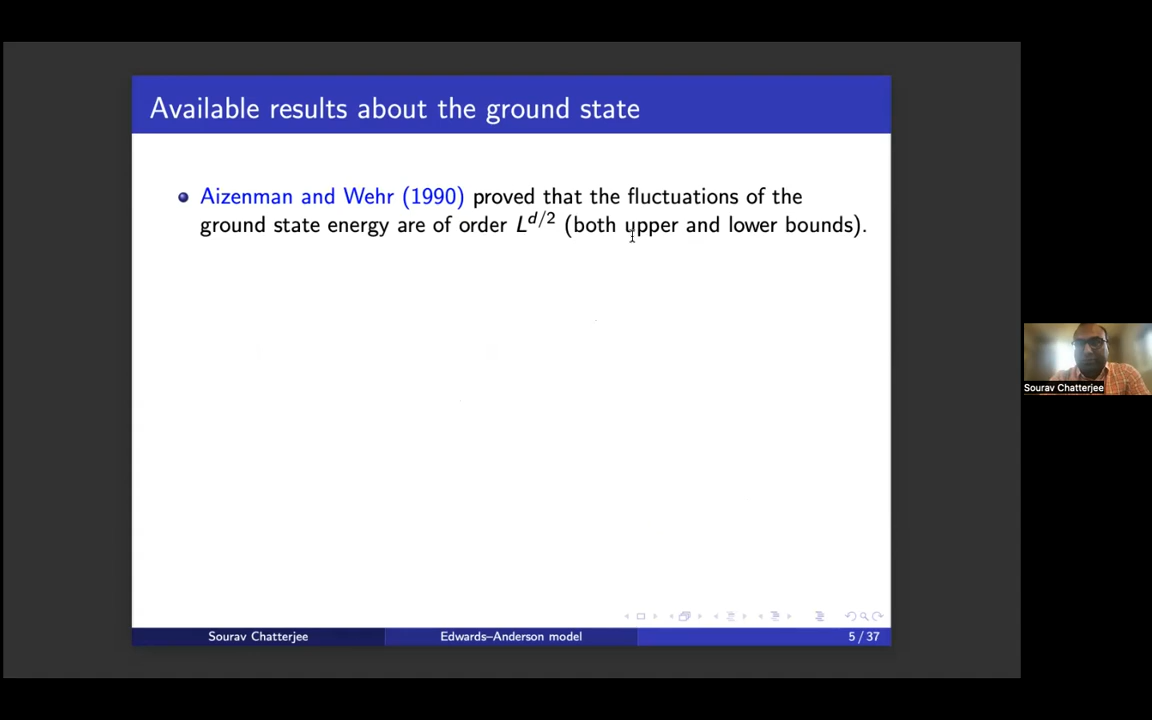 Available results about the ground state
Aizenman and Wehr (1990) proved that the fluctuations of the
ground state energy are of order L^{d/2} (both upper and lower bounds).
Sourav Chatterjee
Sourav Chatterjee Edwards–Anderson model 5 / 37